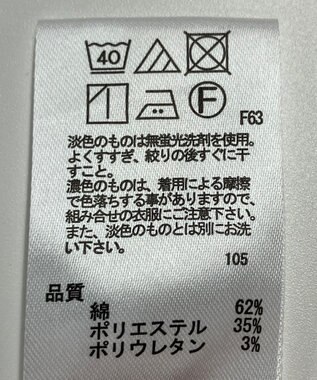 40
F
F63
淡色のものは無蛍光洗剤を使用。
よくすすぎ、絞りの後すぐに干
すこと。
濃色のものは、着用による摩擦
で色落ちする事がありますので、
組み合せの衣服にご注意下さい。
また、淡色のものとは別にお洗
い下さい。
105
品質
綿 62%
ポリエステル 35%
ポリウレタン 3%